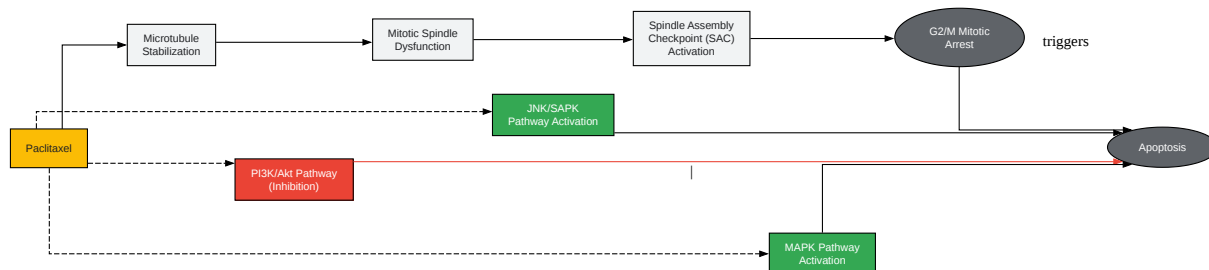 Microtubule
Stabilization
Mitotic Spindle
Dysfunction
Spindle Assembly
Checkpoint (SAC)
Activation
G2/M Mitotic
Arrest
triggers
JNK/SAPK
Pathway Activation
Paclitaxel
Apoptosis
PI3K/Akt Pathway
(Inhibition)
MAPK Pathway
Activation